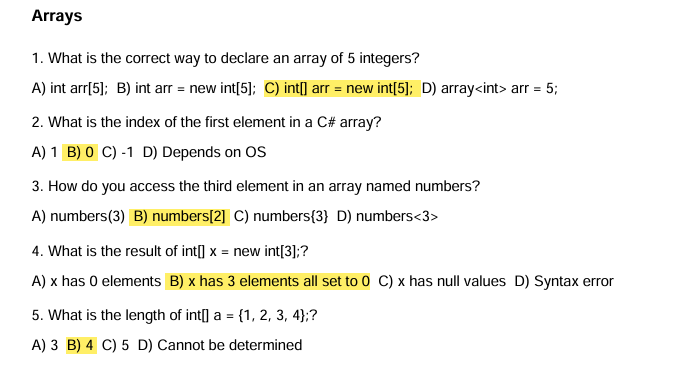 Arrays
1. What is the correct way to declare an array of 5 integers?
A) int arr[5]; B) int arr = new int[5]; C) int[] arr = new int[5]; D) array<int> arr = 5;
2. What is the index of the first element in a C# array?
A) 1 B) 0 C) -1 D) Depends on OS
3. How do you access the third element in an array named numbers?
A) numbers(3) B) numbers[2] C) numbers{3} D) numbers<3>
4. What is the result of int[] x = new int[3];?
A) x has 0 elements B) x has 3 elements all set to 0 C) x has null values D) Syntax error
5. What is the length of int[] a = {1, 2, 3, 4};?
A) 3 B) 4 C) 5 D) Cannot be determined